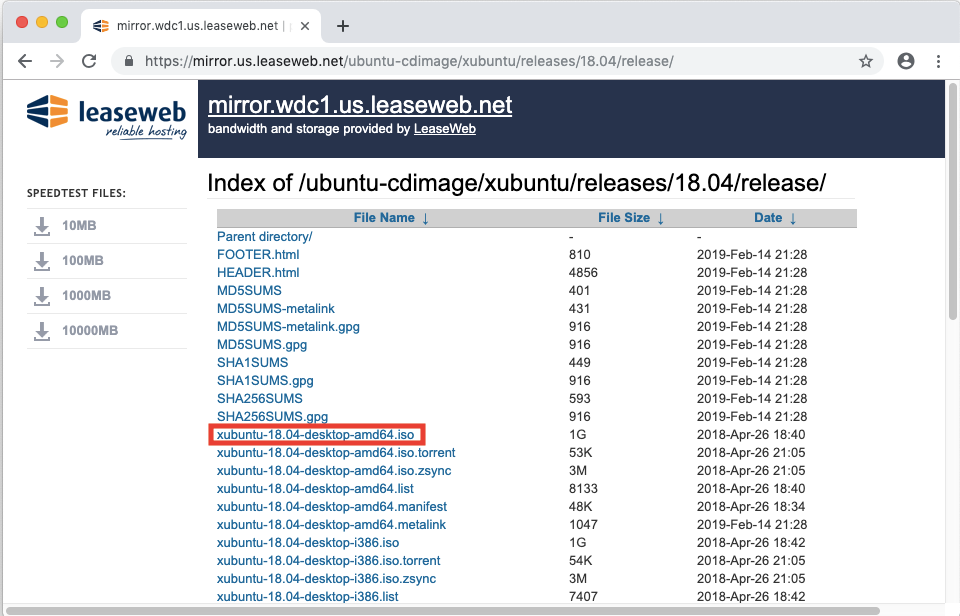 mirror.wdc1.us.leaseweb.net |
https://mirror.us.leaseweb.net/ubuntu-cdimage/xubuntu/releases/18.04/release/
leaseweb
reliable hosting
mirror.wdc1.us.leaseweb.net
bandwidth and storage provided by LeaseWeb
SPEEDTEST FILES:
10MB
100MB
1000MB
10000MB
Index of /ubuntu-cdimage/xubuntu/releases/18.04/release/
File Name ↓ File Size ↓ Date ↓
Parent directory/ - -
FOOTER.html 810 2019-Feb-14 21:28
HEADER.html 4856 2019-Feb-14 21:28
MD5SUMS 401 2019-Feb-14 21:28
MD5SUMS-metalink 431 2019-Feb-14 21:28
MD5SUMS-metalink.gpg 916 2019-Feb-14 21:28
MD5SUMS.gpg 916 2019-Feb-14 21:28
SHA1SUMS 449 2019-Feb-14 21:28
SHA1SUMS.gpg 916 2019-Feb-14 21:28
SHA256SUMS 593 2019-Feb-14 21:28
SHA256SUMS.gpg 916 2019-Feb-14 21:28
xubuntu-18.04-desktop-amd64.iso 1G 2018-Apr-26 18:40
xubuntu-18.04-desktop-amd64.iso.torrent 53K 2018-Apr-26 21:05
xubuntu-18.04-desktop-amd64.iso.zsync 3M 2018-Apr-26 21:05
xubuntu-18.04-desktop-amd64.list 8133 2018-Apr-26 18:40
xubuntu-18.04-desktop-amd64.manifest 48K 2018-Apr-26 18:34
xubuntu-18.04-desktop-amd64.metalink 1047 2019-Feb-14 21:28
xubuntu-18.04-desktop-i386.iso 1G 2018-Apr-26 18:42
xubuntu-18.04-desktop-i386.iso.torrent 54K 2018-Apr-26 21:05
xubuntu-18.04-desktop-i386.iso.zsync 3M 2018-Apr-26 21:05
xubuntu-18.04-desktop-i386.list 7407 2018-Apr-26 18:42